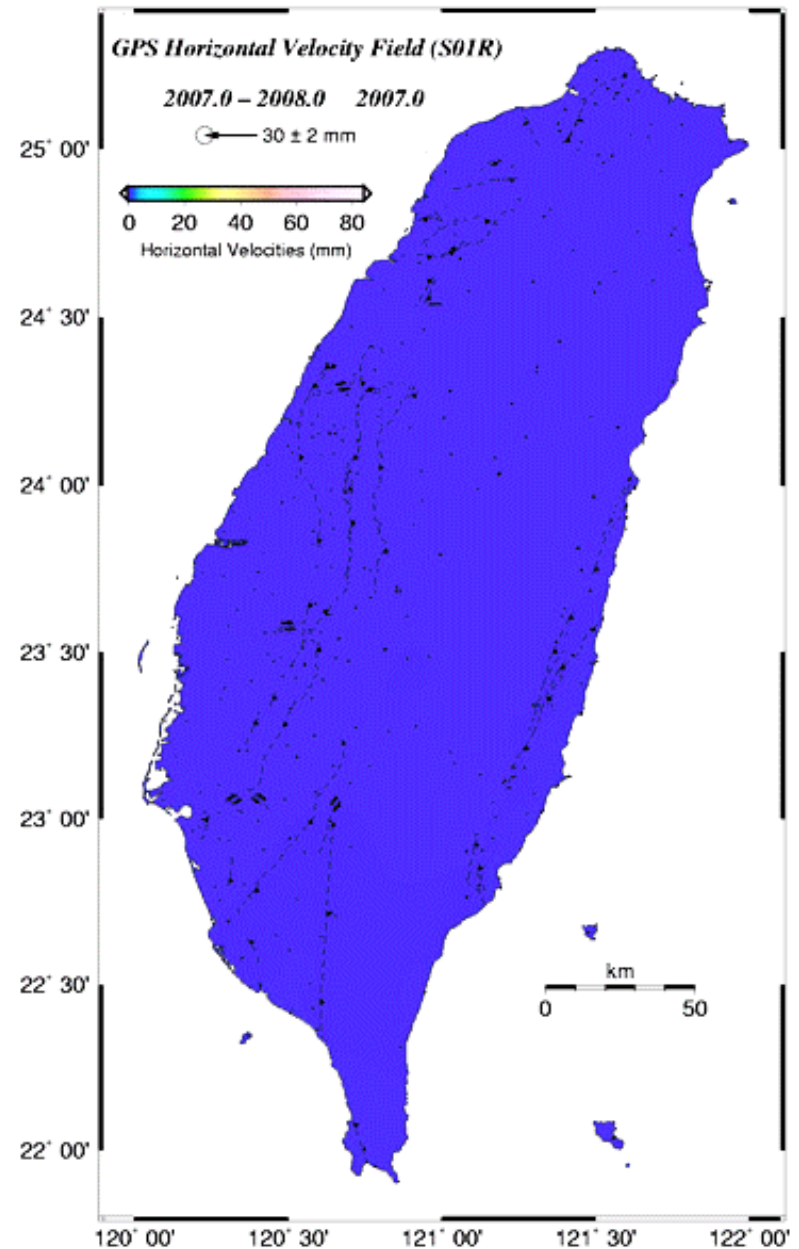 GPS Horizontal Velocity Field (S01R)
2007.0 – 2008.0 2007.0
30 ± 2 mm
0 20 40 60 80
Horizontal Velocities (mm)
25° 00'
24° 30'
24° 00'
23° 30'
23° 00'
22° 30'
22° 00'
km
0 50
120° 00' 120° 30' 121° 00' 121° 30' 122° 00'